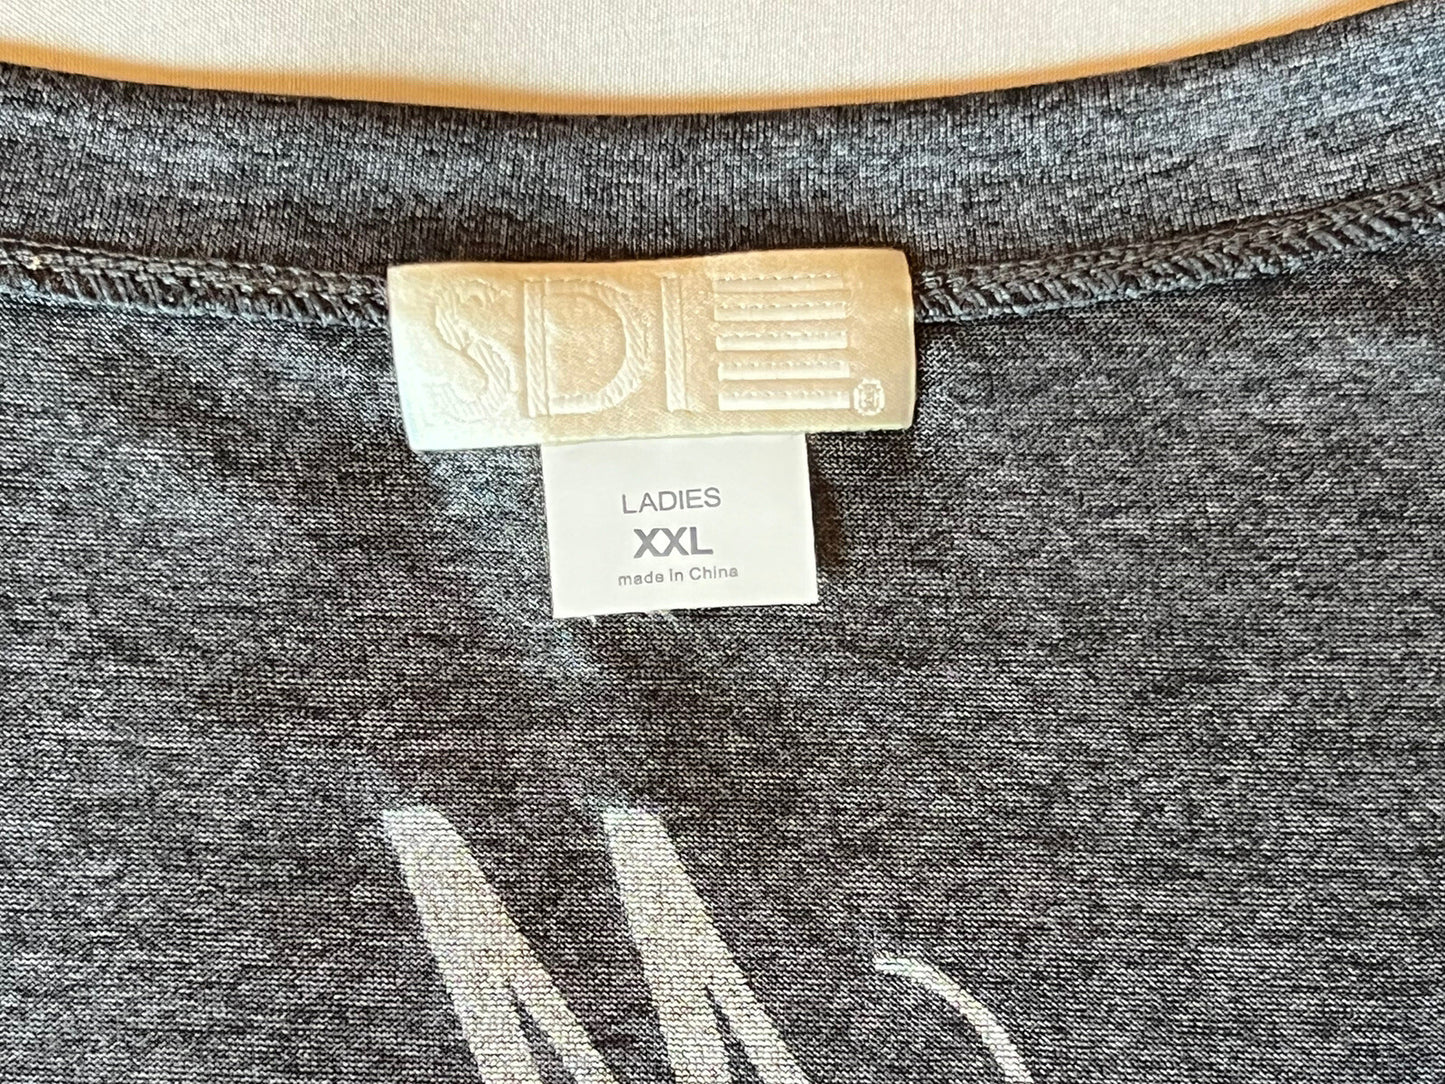 SDI®
LADIES
XXL
made in China